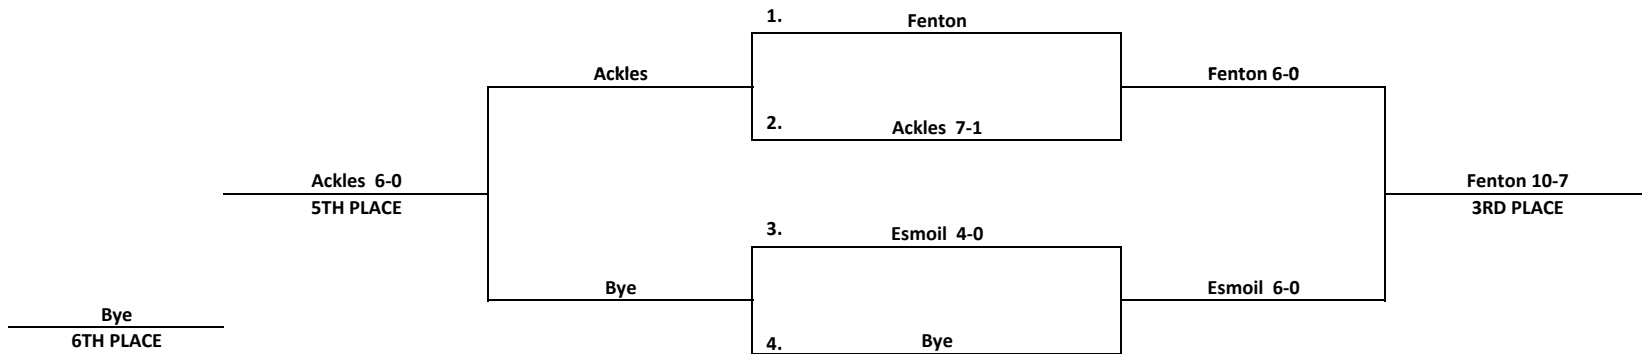 1.
Fenton
Ackles
Fenton 6-0
2.
Ackles 7-1
Ackles 6-0
5TH PLACE
Fenton 10-7
3RD PLACE
3.
Esmoil 4-0
Bye
Esmoil 6-0
Bye
6TH PLACE
4.
Bye